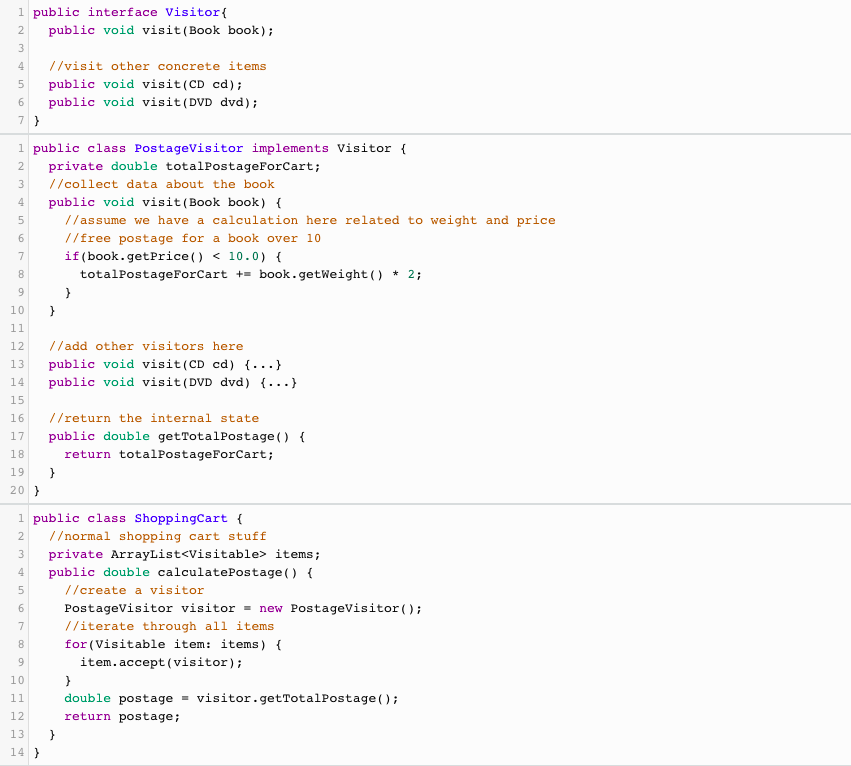 1 public interface Visitor{
2   public void visit(Book book);
3
4   //visit other concrete items
5   public void visit(CD cd);
6   public void visit(DVD dvd);
7 }
1 public class PostageVisitor implements Visitor {
2   private double totalPostageForCart;
3   //collect data about the book
4   public void visit(Book book) {
5     //assume we have a calculation here related to weight and price
6     //free postage for a book over 10
7     if(book.getPrice() < 10.0) {
8       totalPostageForCart += book.getWeight() * 2;
9     }
10   }
11
12   //add other visitors here
13   public void visit(CD cd) {...}
14   public void visit(DVD dvd) {...}
15
16   //return the internal state
17   public double getTotalPostage() {
18     return totalPostageForCart;
19   }
20 }
1 public class ShoppingCart {
2   //normal shopping cart stuff
3   private ArrayList<Visitable> items;
4   public double calculatePostage() {
5     //create a visitor
6     PostageVisitor visitor = new PostageVisitor();
7     //iterate through all items
8     for(Visitable item: items) {
9       item.accept(visitor);
10     }
11     double postage = visitor.getTotalPostage();
12     return postage;
13   }
14 }